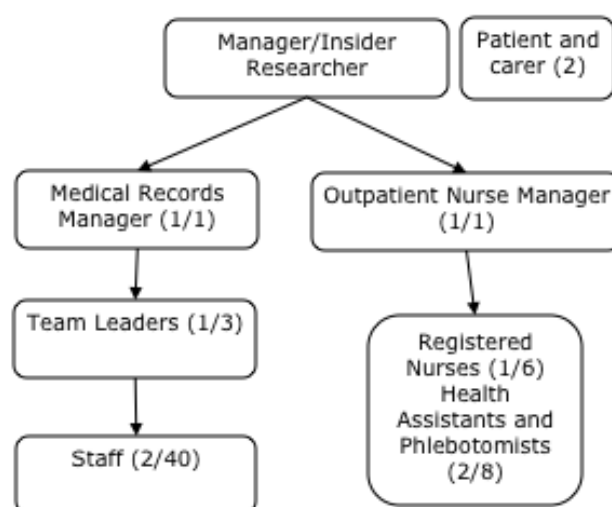 Manager/Insider
Researcher
Patient and
carer (2)
Medical Records
Manager (1/1)
Outpatient Nurse Manager
(1/1)
Team Leaders (1/3)
Registered
Nurses (1/6)
Health
Assistants and
Phlebotomists
(2/8)
Staff (2/40)